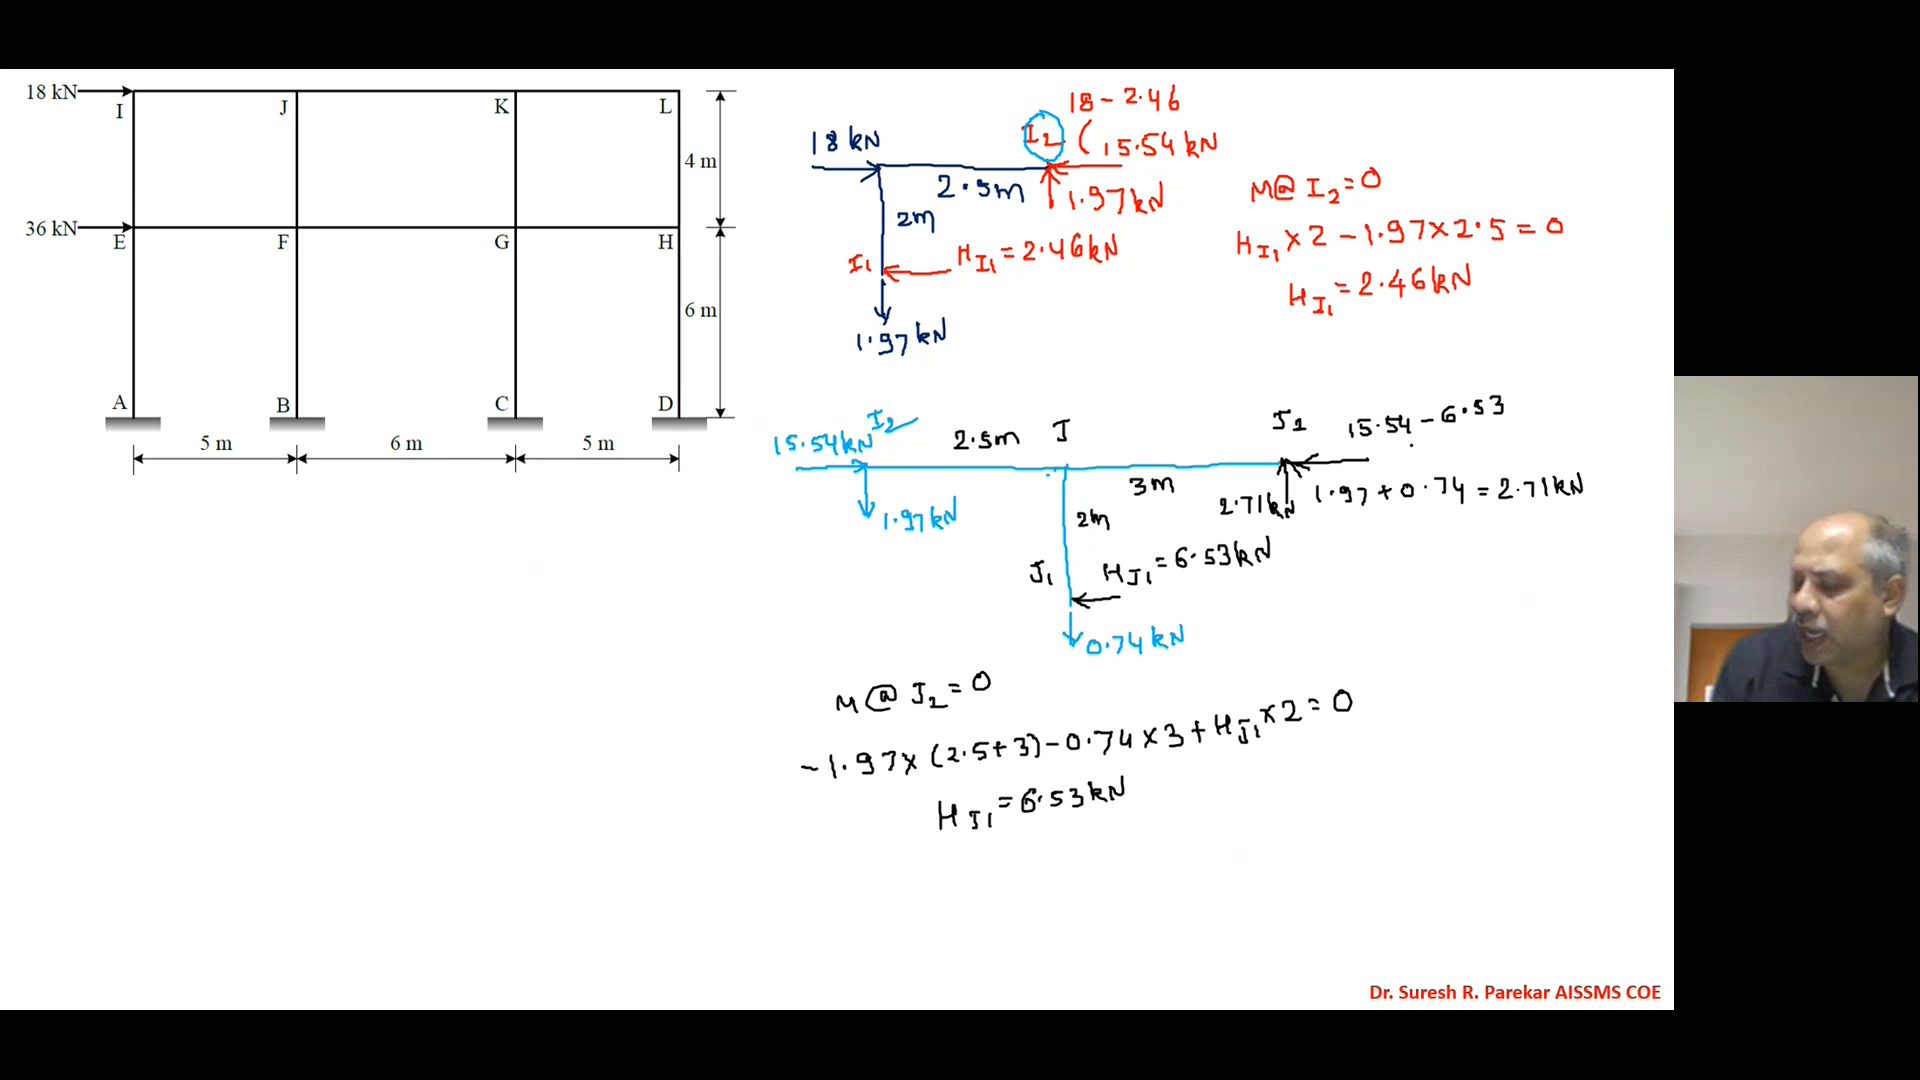 18 kN
I
J
K
L
4 m
36 kN
E
F
G
H
6 m
A
B
C
D
5 m
6 m
5 m
18 - 2.46
18 kN
I2
( 15.54 kN
2.5m
1.97 kN
2m
I1
HI1 = 2.46 kN
1.97 kN
M@ I2 = 0
HI1 × 2 - 1.97 × 2.5 = 0
HI1 = 2.46 kN
15.54 kN
I2
2.5m
J
J2
15.54 - 6.53
3m
2.71 kN
1.97 + 0.74 = 2.71 kN
1.97 kN
2m
J1
HJ1 = 6.53 kN
0.74 kN
M @ J2 = 0
- 1.97 × (2.5+3) - 0.74 × 3 + HJ1 × 2 = 0
HJ1 = 6.53 kN
Dr. Suresh R. Parekar AISSMS COE